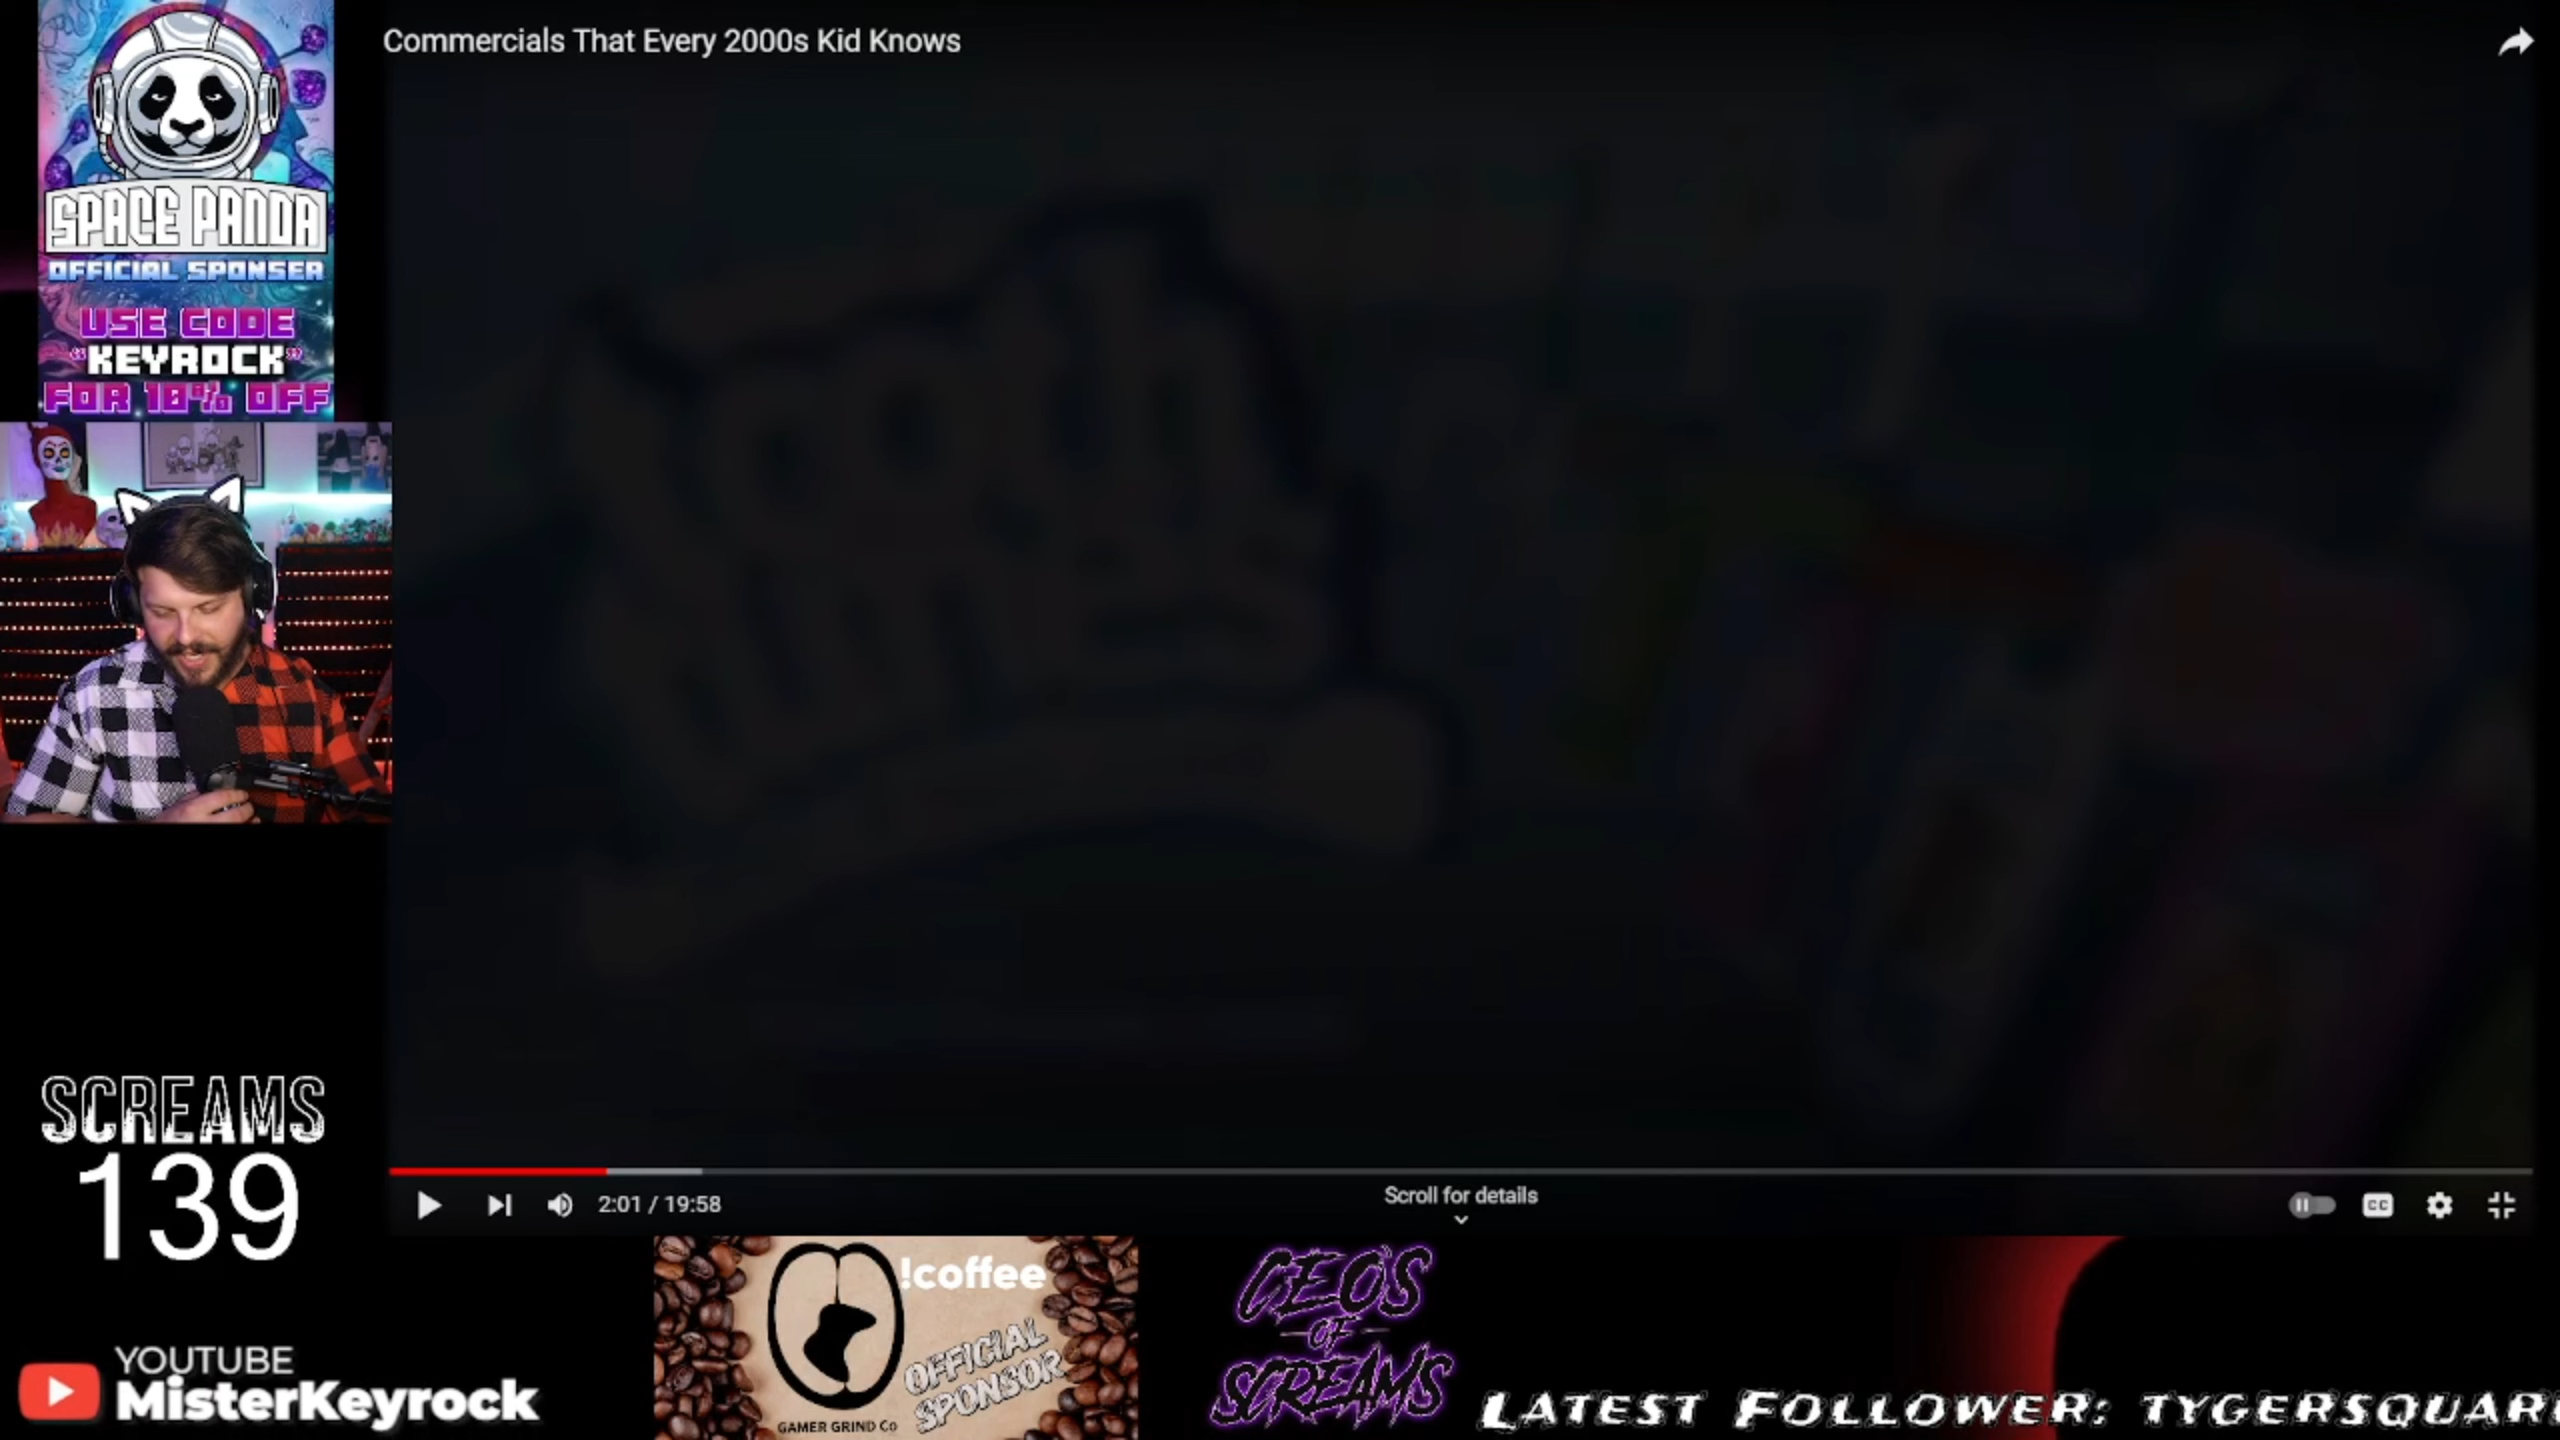 Commercials That Every 2000s Kid Knows
SPACE PANDA
OFFICIAL SPONSER
USE CODE
"KEYROCK"
FOR 10% OFF
SCREAMS
139
2:01 / 19:58
Scroll for details
CC
YOUTUBE
MisterKeyrock
!coffee
OFFICIAL
SPONSOR
GAMER GRIND Co
CEO'S
OF
SCREAMS
LATEST FOLLOWER: TYGERSQUAR